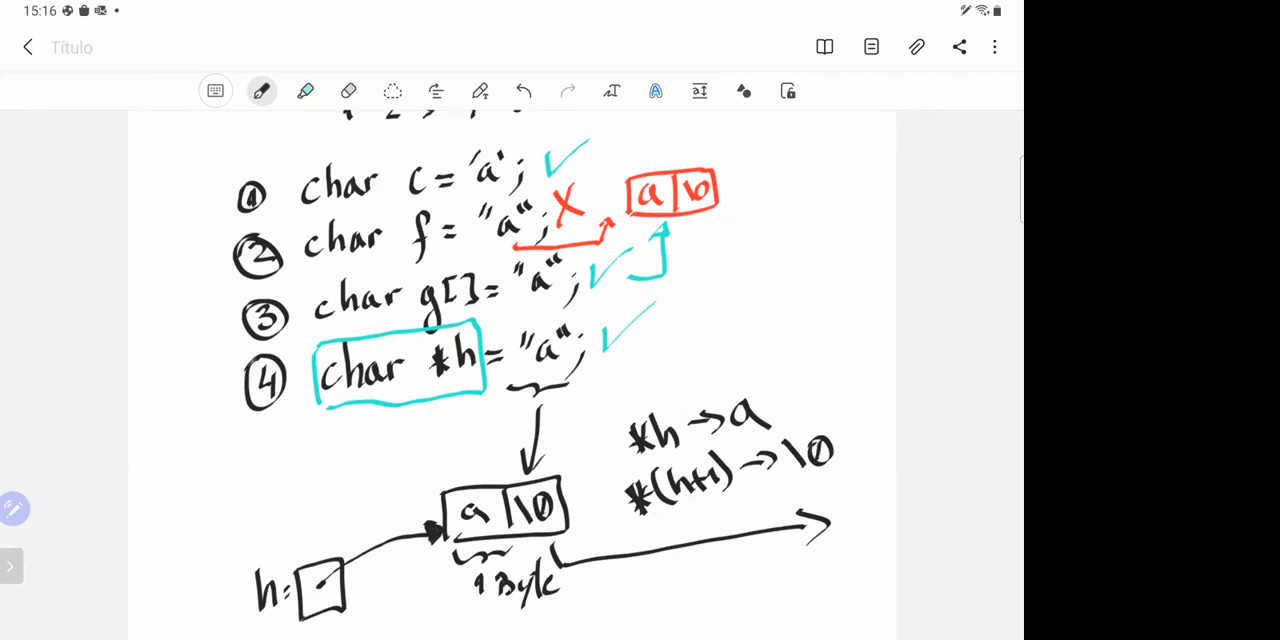 15:16
Título
① char c = 'a';
② char f = "a"; X
a \0
③ char g[] = "a";
④ char *h = "a";
*h → a
*(h+1) → \0
a \0
1 Byte
h =